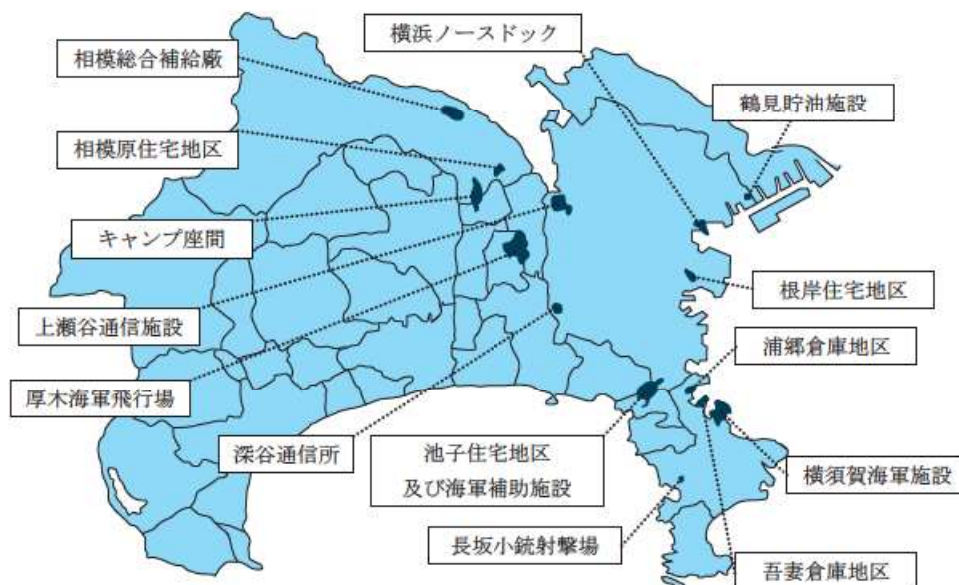 横浜ノースドック
相模総合補給廠
鶴見貯油施設
相模原住宅地区
キャンプ座間
根岸住宅地区
上瀬谷通信施設
浦郷倉庫地区
厚木海軍飛行場
深谷通信所
池子住宅地区
及び海軍補助施設
横須賀海軍施設
長坂小銃射撃場
吾妻倉庫地区